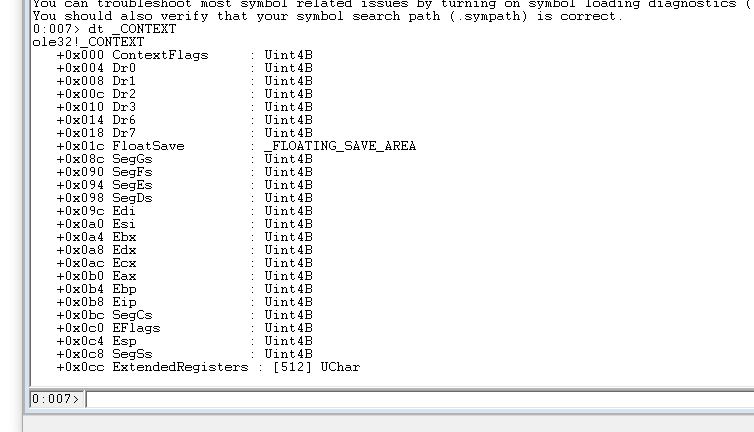 You can troubleshoot most symbol related issues by turning on symbol loading diagnostics (
You should also verify that your symbol search path (.sympath) is correct.
0:007> dt _CONTEXT
ole32!_CONTEXT
+0x000 ContextFlags : Uint4B
+0x004 Dr0 : Uint4B
+0x008 Dr1 : Uint4B
+0x00c Dr2 : Uint4B
+0x010 Dr3 : Uint4B
+0x014 Dr6 : Uint4B
+0x018 Dr7 : Uint4B
+0x01c FloatSave : _FLOATING_SAVE_AREA
+0x08c SegGs : Uint4B
+0x090 SegFs : Uint4B
+0x094 SegEs : Uint4B
+0x098 SegDs : Uint4B
+0x09c Edi : Uint4B
+0x0a0 Esi : Uint4B
+0x0a4 Ebx : Uint4B
+0x0a8 Edx : Uint4B
+0x0ac Ecx : Uint4B
+0x0b0 Eax : Uint4B
+0x0b4 Ebp : Uint4B
+0x0b8 Eip : Uint4B
+0x0bc SegCs : Uint4B
+0x0c0 EFlags : Uint4B
+0x0c4 Esp : Uint4B
+0x0c8 SegSs : Uint4B
+0x0cc ExtendedRegisters : [512] UChar
0:007>